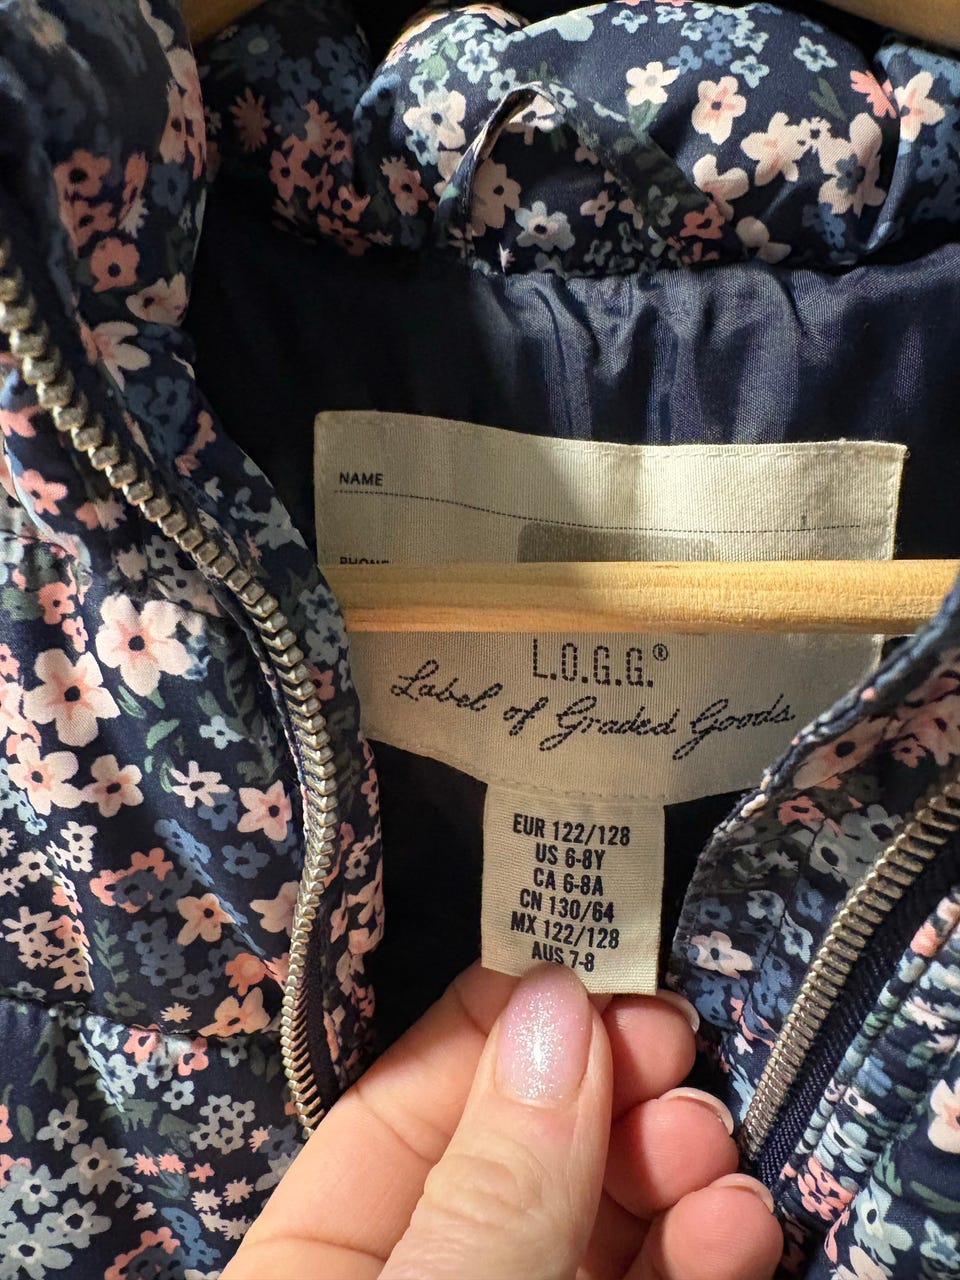 NAME
PHONE
L.O.G.G.®
Label of Graded Goods
EUR 122/128
US 6-8Y
CA 6-8A
CN 130/64
MX 122/128
AUS 7-8